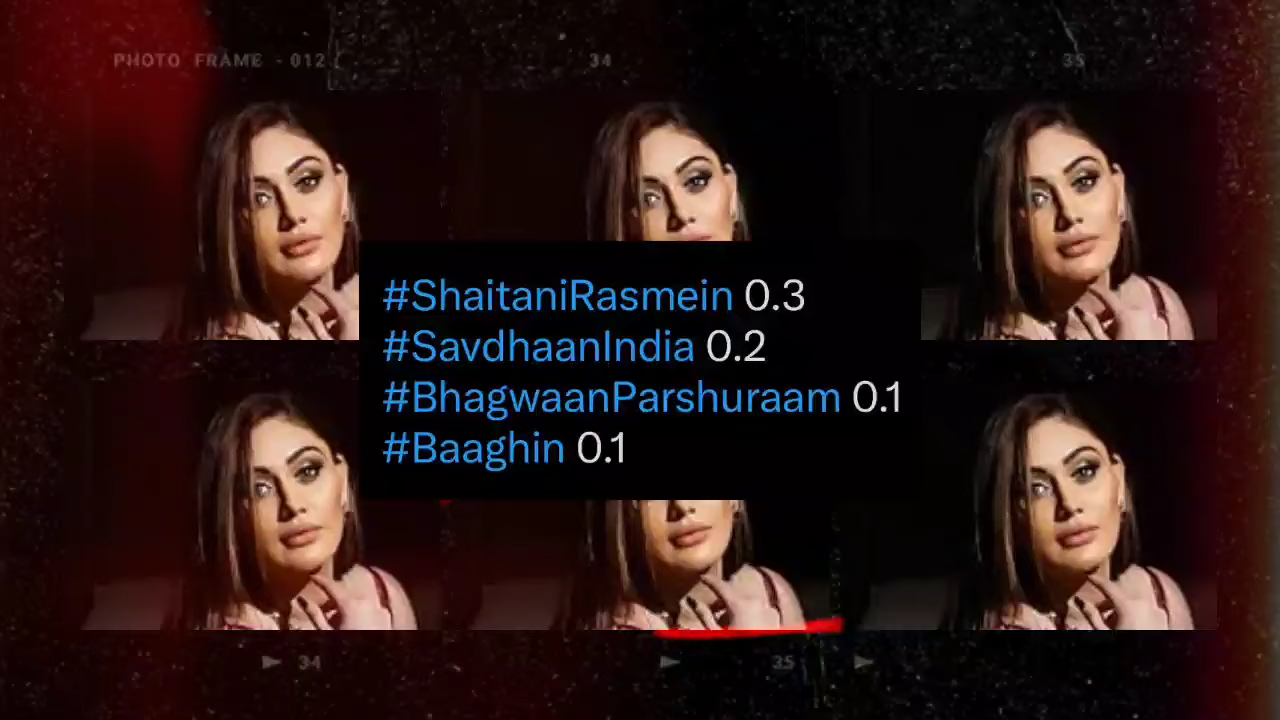 PHOTO FRAME - 012
34
35
#ShaitaniRasmein 0.3
#SavdhaanIndia 0.2
#BhagwaanParshuraam 0.1
#Baaghin 0.1
34
35